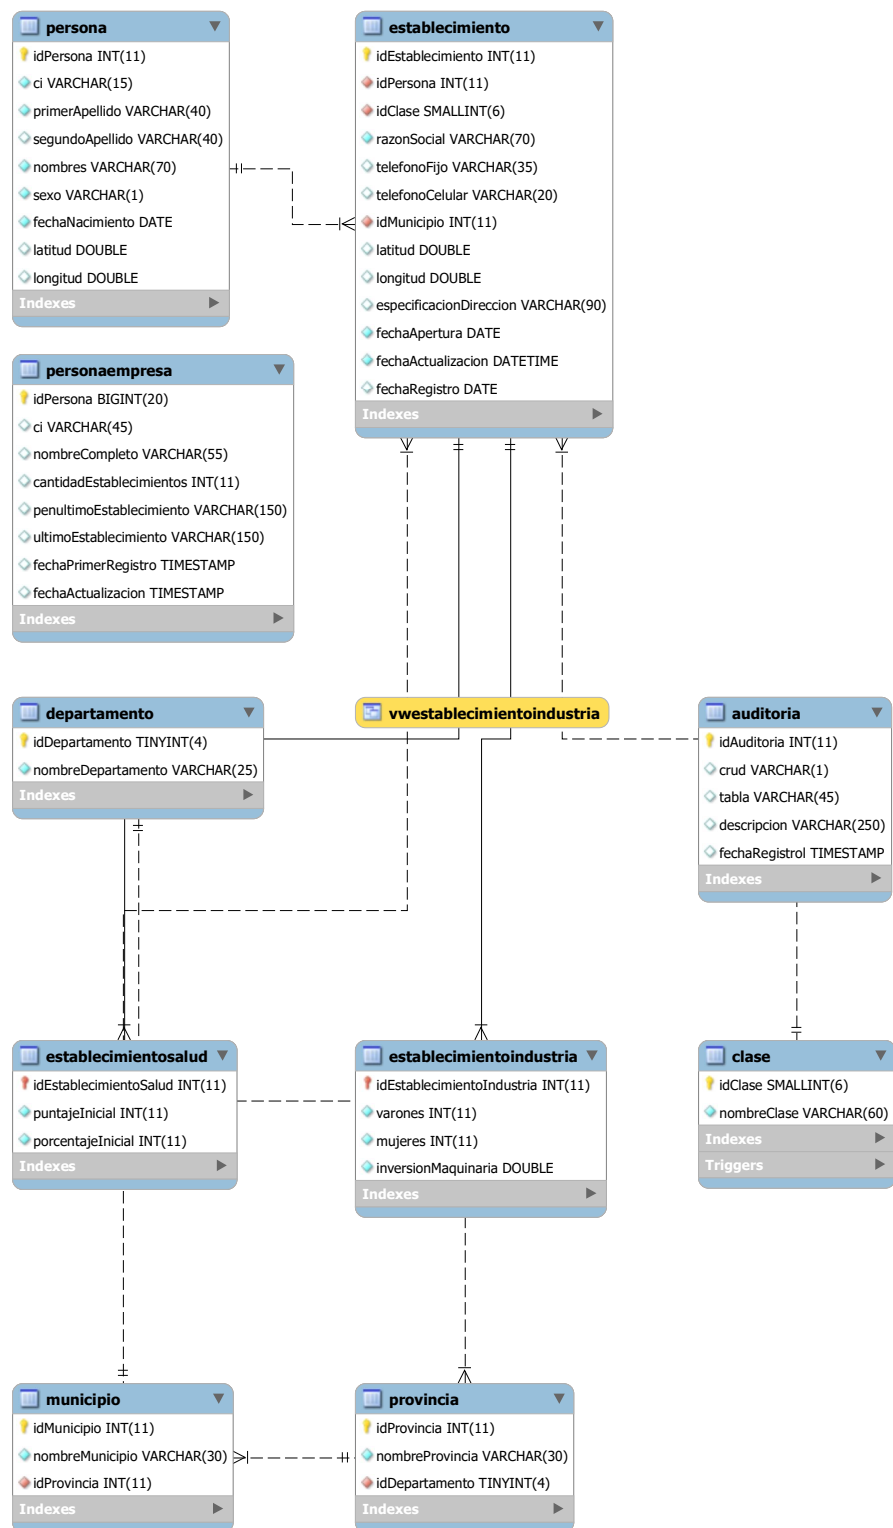 persona
idPersona INT(11)
ci VARCHAR(15)
primerApellido VARCHAR(40)
segundoApellido VARCHAR(40)
nombres VARCHAR(70)
sexo VARCHAR(1)
fechaNacimiento DATE
latitud DOUBLE
longitud DOUBLE
Indexes
establecimiento
idEstablecimiento INT(11)
idPersona INT(11)
idClase SMALLINT(6)
razonSocial VARCHAR(70)
telefonoFijo VARCHAR(35)
telefonoCelular VARCHAR(20)
idMunicipio INT(11)
latitud DOUBLE
longitud DOUBLE
especificacionDireccion VARCHAR(90)
fechaApertura DATE
fechaActualizacion DATETIME
fechaRegistro DATE
Indexes
personaempresa
idPersona BIGINT(20)
ci VARCHAR(45)
nombreCompleto VARCHAR(55)
cantidadEstablecimientos INT(11)
penultimoEstablecimiento VARCHAR(150)
ultimoEstablecimiento VARCHAR(150)
fechaPrimerRegistro TIMESTAMP
fechaActualizacion TIMESTAMP
Indexes
departamento
idDepartamento TINYINT(4)
nombreDepartamento VARCHAR(25)
Indexes
vwestablecimientoindustria
auditoria
idAuditoria INT(11)
crud VARCHAR(1)
tabla VARCHAR(45)
descripcion VARCHAR(250)
fechaRegistrol TIMESTAMP
Indexes
establecimientosalud
idEstablecimientoSalud INT(11)
puntajeInicial INT(11)
porcentajeInicial INT(11)
Indexes
establecimientoindustria
idEstablecimientoIndustria INT(11)
varones INT(11)
mujeres INT(11)
inversionMaquinaria DOUBLE
Indexes
clase
idClase SMALLINT(6)
nombreClase VARCHAR(60)
Indexes
Triggers
municipio
idMunicipio INT(11)
nombreMunicipio VARCHAR(30)
idProvincia INT(11)
Indexes
provincia
idProvincia INT(11)
nombreProvincia VARCHAR(30)
idDepartamento TINYINT(4)
Indexes